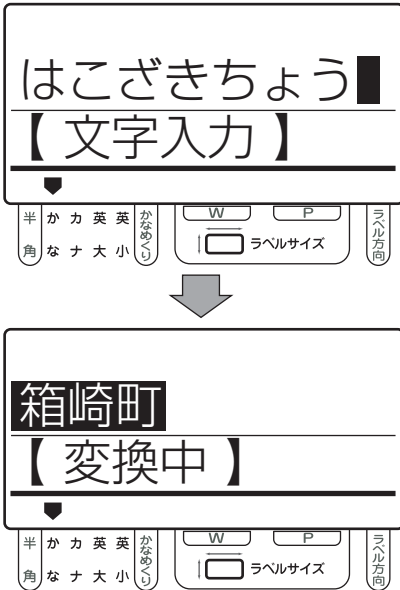 はこざきちょう
【 文字入力 】
半角 かな カナ 英大 英小 かなめくり W P ラベルサイズ ラベル方向
箱崎町
【 変換中 】
半角 かな カナ 英大 英小 かなめくり W P ラベルサイズ ラベル方向